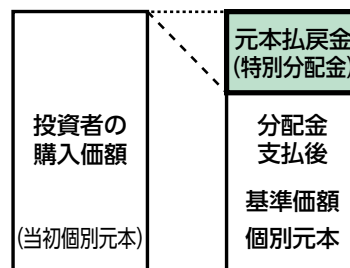 投資者の
購入価額
(当初個別元本)
元本払戻金
(特別分配金)
分配金
支払後
基準価額
個別元本